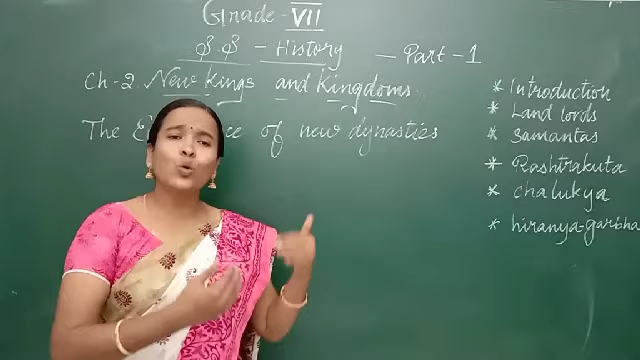 Grade - VII
- History - Part - 1
Ch-2 New kings and Kingdoms
The of new dynasties
* Introduction
* Land lords
* Samantas
* Rashtrakuta
* Chalukya
* hiranya-garbha